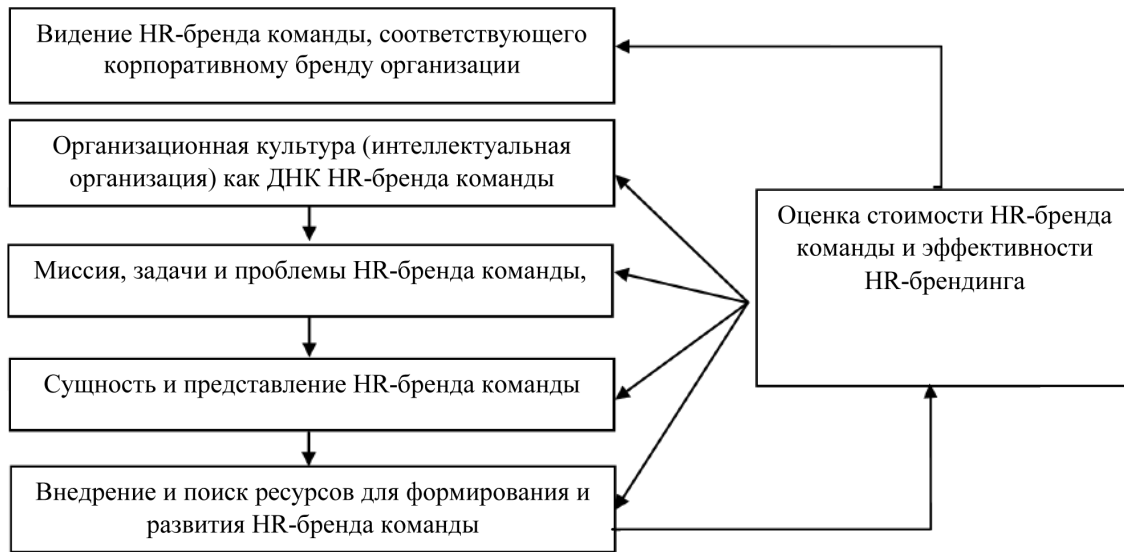 Видение HR-бренда команды, соответствующего
корпоративному бренду организации
Организационная культура (интеллектуальная
организация) как ДНК HR-бренда команды
Миссия, задачи и проблемы HR-бренда команды,
Сущность и представление HR-бренда команды
Внедрение и поиск ресурсов для формирования и
развития HR-бренда команды
Оценка стоимости HR-бренда
команды и эффективности
HR-брендинга